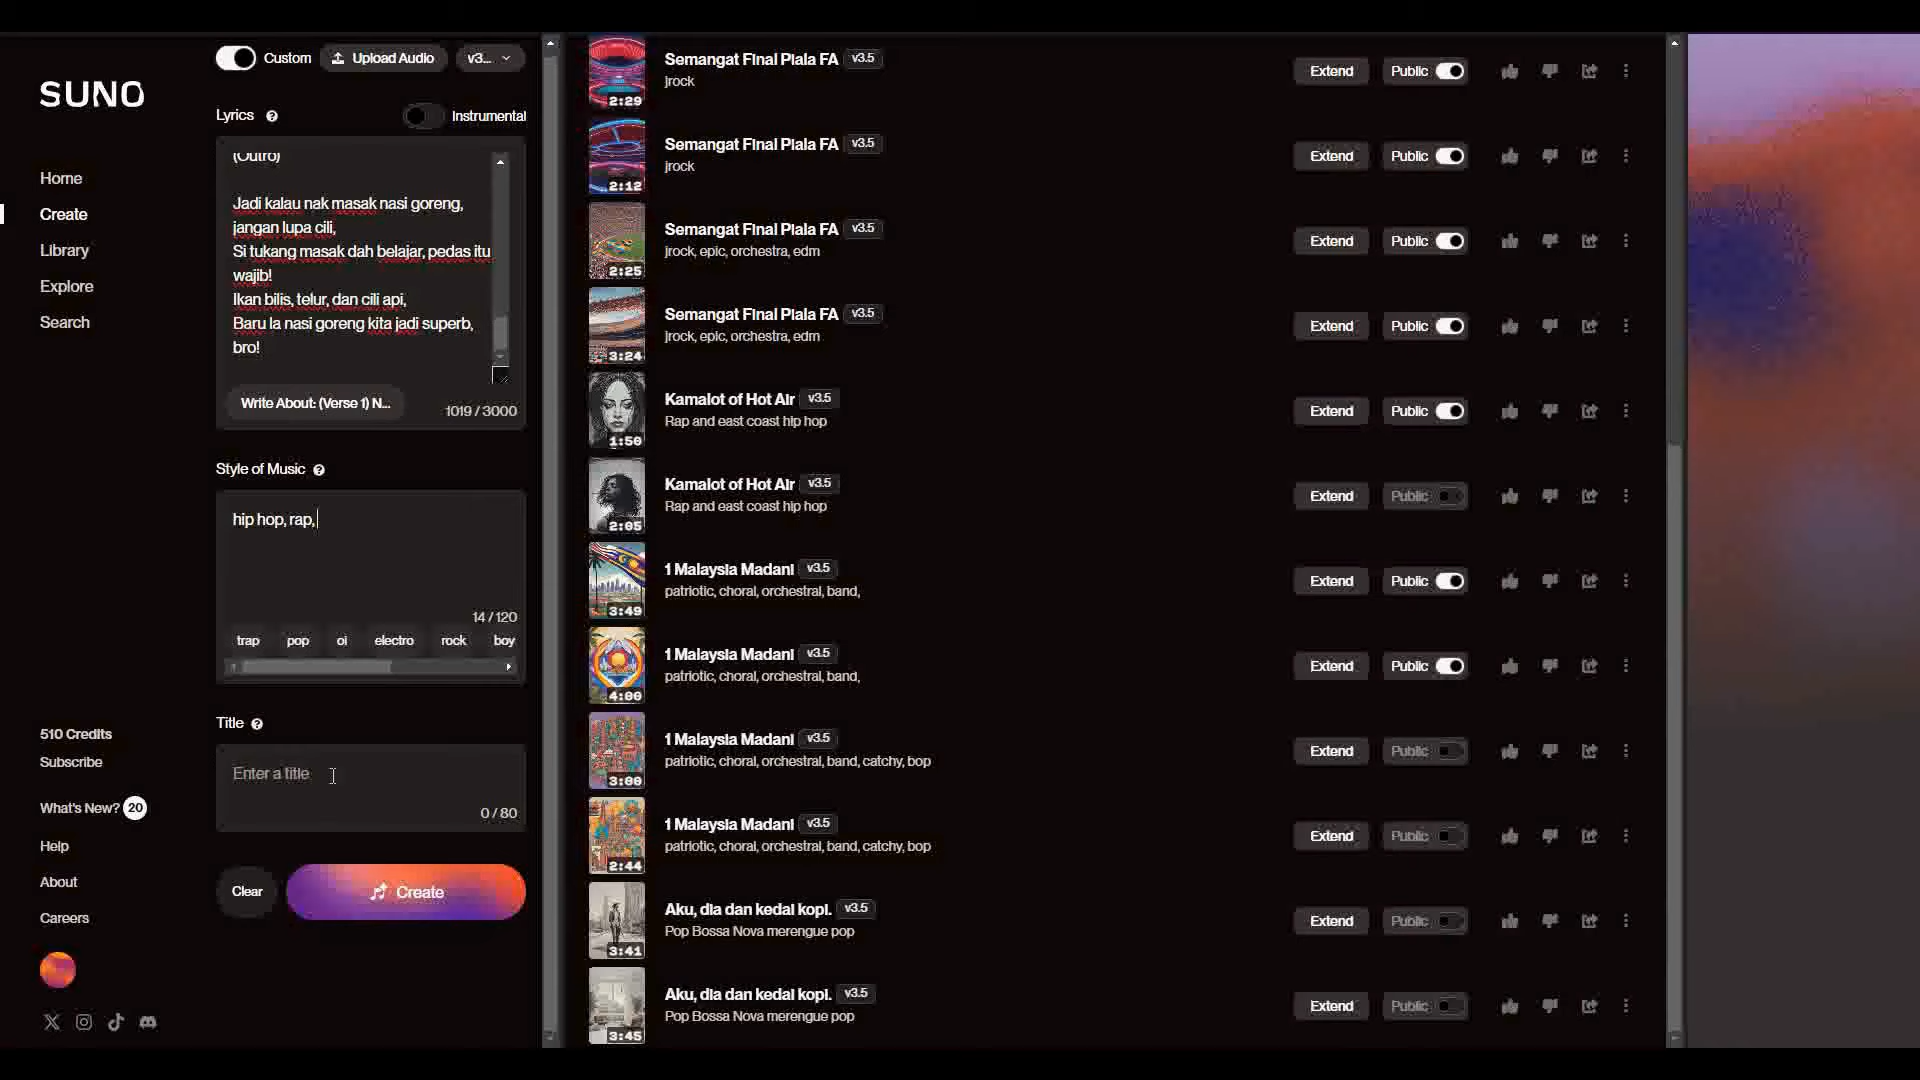 SUNO
Home
Create
Library
Explore
Search
510 Credits
Subscribe
What's New? 20
Help
About
Careers
Custom
Upload Audio
v3...
Lyrics
Instrumental
(Outro)
Jadi kalau nak masak nasi goreng,
jangan lupa cili,
Si tukang masak dah belajar, pedas itu
wajib!
Ikan bilis, telur, dan cili api,
Baru la nasi goreng kita jadi superb,
bro!
Write About: (Verse 1) N...
1019 / 3000
Style of Music
hip hop, rap,
14 / 120
trap pop oi electro rock boy
Title
Enter a title
0 / 80
Clear
Create
Semangat Final Piala FA v3.5
jrock
2:29
Extend Public
Semangat Final Piala FA v3.5
jrock
2:12
Extend Public
Semangat Final Piala FA v3.5
jrock, epic, orchestra, edm
2:25
Extend Public
Semangat Final Piala FA v3.5
jrock, epic, orchestra, edm
3:24
Extend Public
Kamalot of Hot Air v3.5
Rap and east coast hip hop
1:50
Extend Public
Kamalot of Hot Air v3.5
Rap and east coast hip hop
2:05
Extend Public
1 Malaysia Madani v3.5
patriotic, choral, orchestral, band,
3:49
Extend Public
1 Malaysia Madani v3.5
patriotic, choral, orchestral, band,
4:00
Extend Public
1 Malaysia Madani v3.5
patriotic, choral, orchestral, band, catchy, bop
3:00
Extend Public
1 Malaysia Madani v3.5
patriotic, choral, orchestral, band, catchy, bop
2:44
Extend Public
Aku, dia dan kedai kopi. v3.5
Pop Bossa Nova merengue pop
3:41
Extend Public
Aku, dia dan kedai kopi. v3.5
Pop Bossa Nova merengue pop
3:45
Extend Public